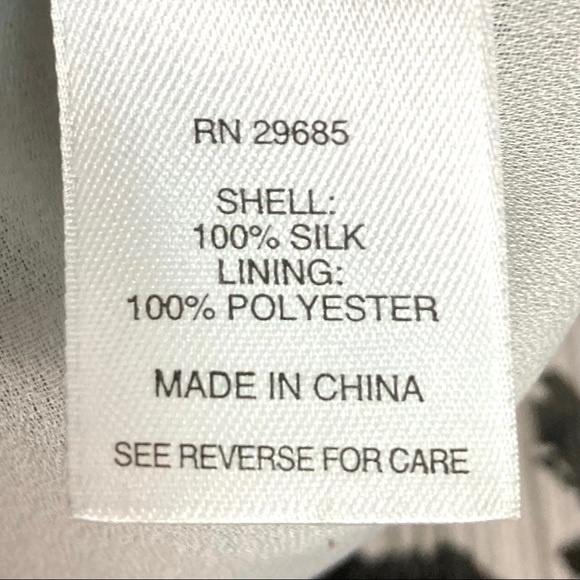 RN 29685
SHELL:
100% SILK
LINING:
100% POLYESTER
MADE IN CHINA
SEE REVERSE FOR CARE